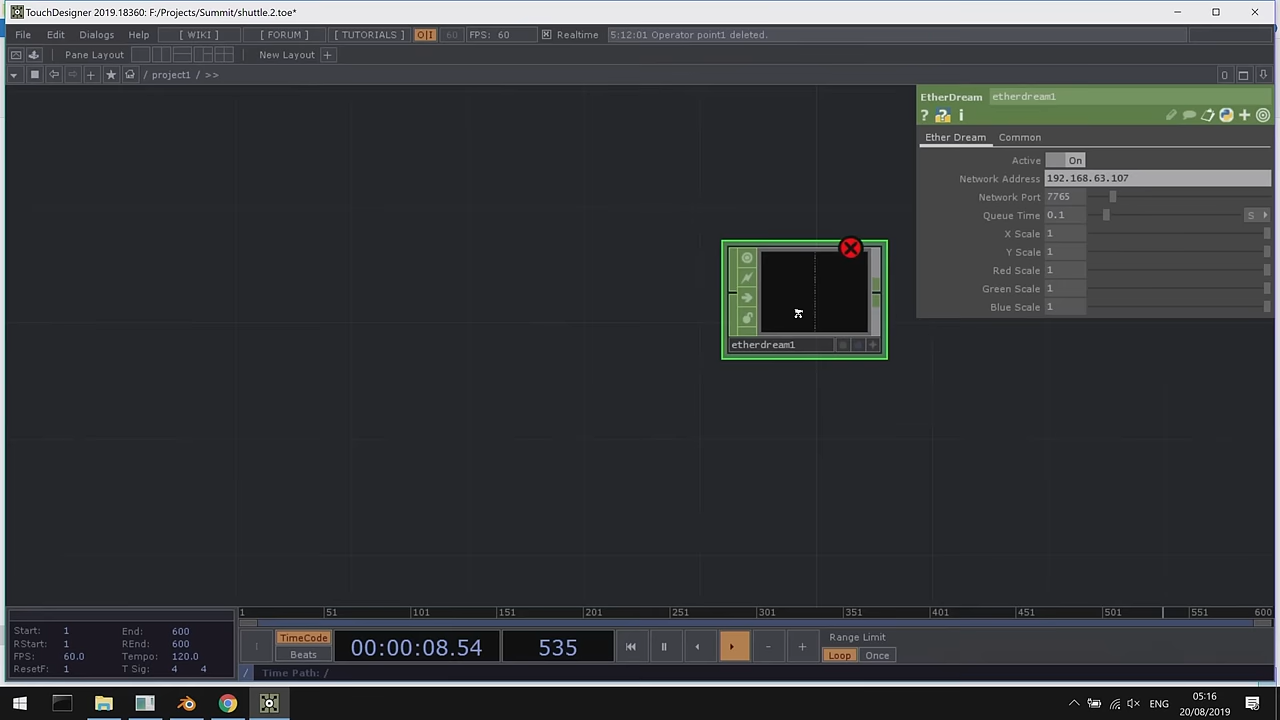 TouchDesigner 2019.18360: F:/Projects/Summit/shuttle.2.toe*
File Edit Dialogs Help [ WIKI ] [ FORUM ] [ TUTORIALS ] O|I 60 FPS: 60 Realtime 5:12:01 Operator point1 deleted.
Pane Layout New Layout +
/ project1 / >> 0
EtherDream etherdream1
? ? i
Ether Dream Common
Active On
Network Address 192.168.63.107
Network Port 7765
Queue Time 0.1 S
X Scale 1
Y Scale 1
Red Scale 1
Green Scale 1
Blue Scale 1
etherdream1
1 51 101 151 201 251 301 351 401 451 501 551 600
Start: 1 End: 600
RStart: 1 REnd: 600
FPS: 60.0 Tempo: 120.0
ResetF: 1 T Sig: 4 4
TimeCode
Beats
00:00:08.54 535 - +
Range Limit
Loop Once
/ Time Path: /
ENG
05:16
20/08/2019